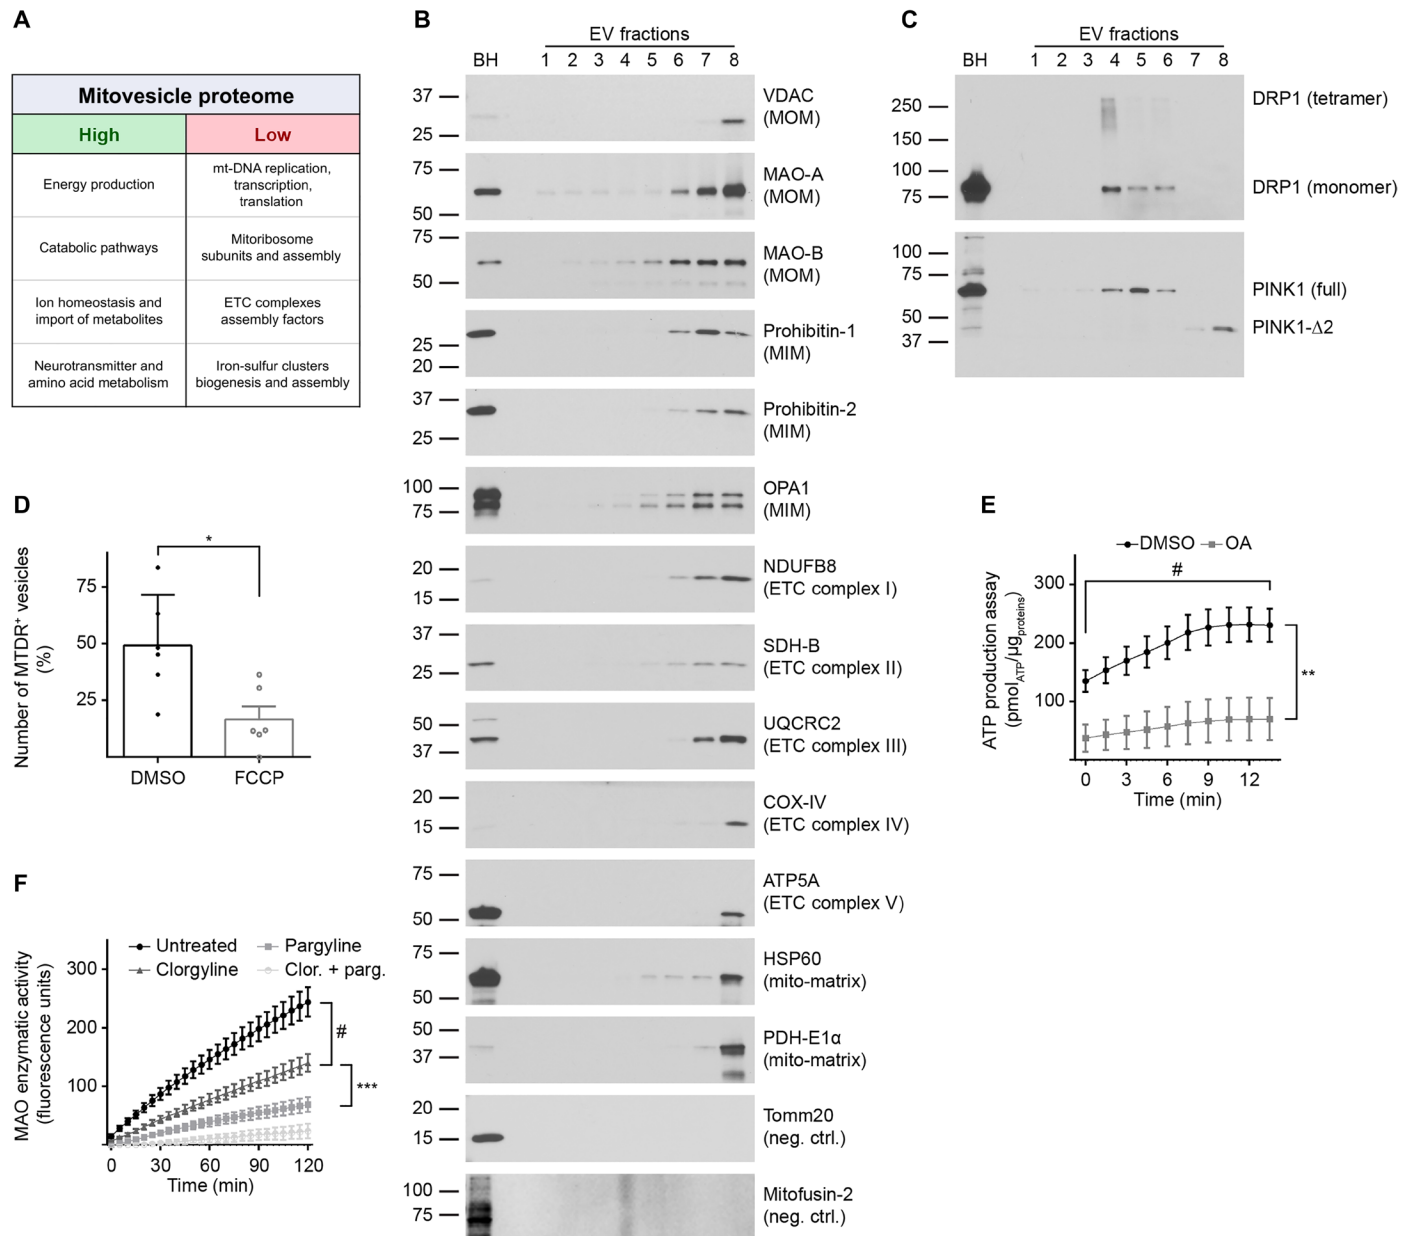 A
Mitovesicle proteome
High
Low
Energy production
mt-DNA replication,
transcription,
translation
Catabolic pathways
Mitoribosome
subunits and assembly
Ion homeostasis and
import of metabolites
ETC complexes
assembly factors
Neurotransmitter and
amino acid metabolism
Iron-sulfur clusters
biogenesis and assembly
B
EV fractions
BH 1 2 3 4 5 6 7 8
37
25
VDAC
(MOM)
75
50
MAO-A
(MOM)
75
50
MAO-B
(MOM)
25
20
Prohibitin-1
(MIM)
37
25
Prohibitin-2
(MIM)
100
75
OPA1
(MIM)
20
15
NDUFB8
(ETC complex I)
37
25
SDH-B
(ETC complex II)
50
37
UQCRC2
(ETC complex III)
20
15
COX-IV
(ETC complex IV)
75
50
ATP5A
(ETC complex V)
75
50
HSP60
(mito-matrix)
50
37
PDH-E1α
(mito-matrix)
20
15
Tomm20
(neg. ctrl.)
100
75
Mitofusin-2
(neg. ctrl.)
C
EV fractions
BH 1 2 3 4 5 6 7 8
250
150
100
75
DRP1 (tetramer)
DRP1 (monomer)
100
75
50
37
PINK1 (full)
PINK1-Δ2
D
Number of MTDR+ vesicles
(%)
75
50
25
*
DMSO
FCCP
E
DMSO OA
ATP production assay
(pmolATP/µgproteins)
300
200
100
#
**
0 3 6 9 12
Time (min)
F
MAO enzymatic activity
(fluorescence units)
Untreated
Pargyline
Clorgyline
Clor. + parg.
300
200
100
#
***
0 30 60 90 120
Time (min)